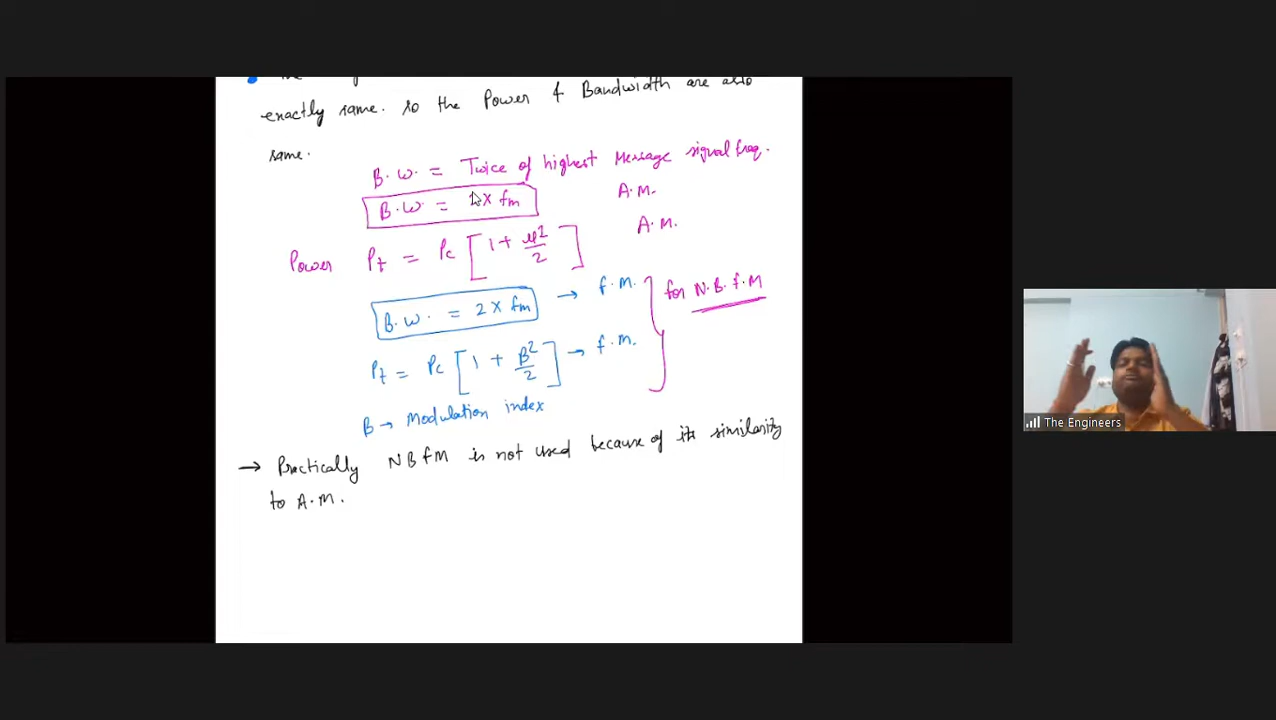 exactly same. so the Power & Bandwidth are also
same.
B.W. = Twice of highest Message signal freq.
B.W = 2x fm A.M.
Power Pt = Pc [1 + μ²/2] A.M.
B.W. = 2 x fm → f.M. for N.B.f.M
Pt = Pc [1 + β²/2] → f.M.
β → Modulation index
→ Practically NBFM is not used because of its similarity
to A.M.
The Engineers